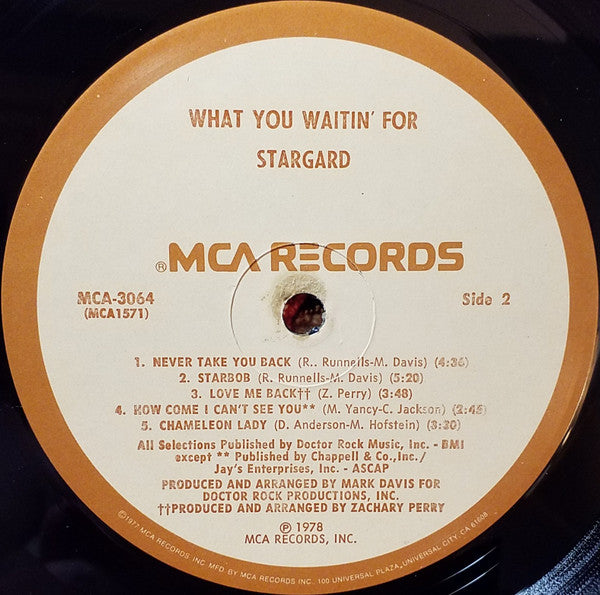 WHAT YOU WAITIN' FOR
STARGARD
® MCA RECORDS
MCA-3064
(MCA1571)
Side 2
1. NEVER TAKE YOU BACK (R.. Runnells-M. Davis) (4:36)
2. STARBOB (R. Runnells-M. Davis) (5:20)
3. LOVE ME BACK†† (Z. Perry) (3:48)
4. HOW COME I CAN'T SEE YOU** (M. Yancy-C. Jackson)
5. CHAMELEON LADY (D. Anderson-M. Hofstein) (3:30)
All Selections Published by Doctor Rock Music, Inc. - BMI
except ** Published by Chappell & Co.,Inc./
Jay's Enterprises, Inc. - ASCAP
PRODUCED AND ARRANGED BY MARK DAVIS FOR
DOCTOR ROCK PRODUCTIONS, INC.
††PRODUCED AND ARRANGED BY ZACHARY PERRY
℗ 1978
MCA RECORDS, INC.
©1977 MCA RECORDS, INC. MFD. BY MCA RECORDS INC., 100 UNIVERSAL PLAZA, UNIVERSAL CITY, CA 91608